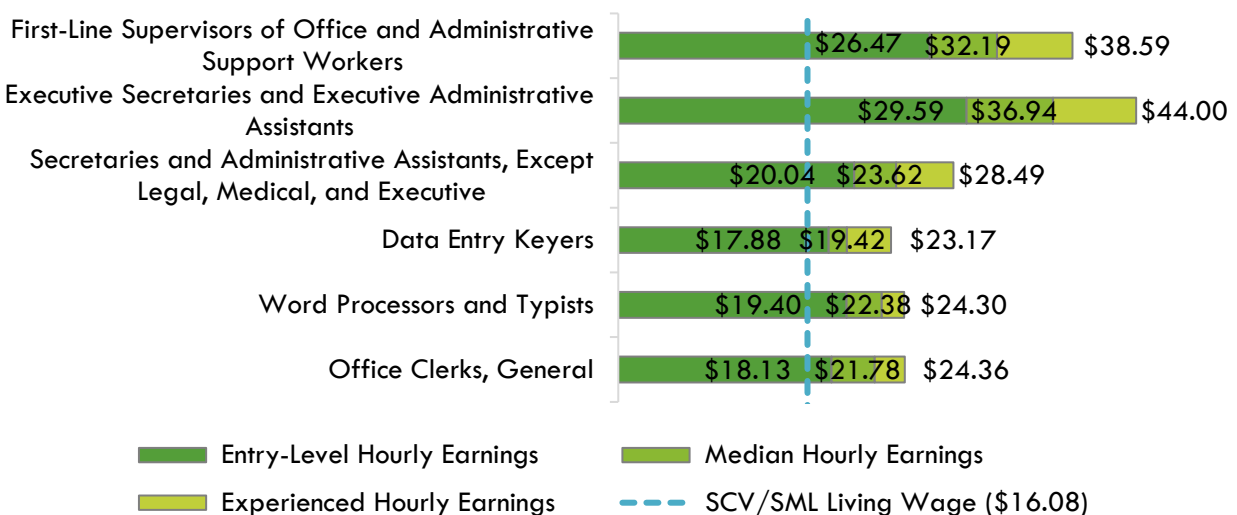 First-Line Supervisors of Office and Administrative
Support Workers
$26.47 $32.19 $38.59
Executive Secretaries and Executive Administrative
Assistants
$29.59 $36.94 $44.00
Secretaries and Administrative Assistants, Except
Legal, Medical, and Executive
$20.04 $23.62 $28.49
Data Entry Keyers
$17.88 $19.42 $23.17
Word Processors and Typists
$19.40 $22.38 $24.30
Office Clerks, General
$18.13 $21.78 $24.36
Entry-Level Hourly Earnings
Median Hourly Earnings
Experienced Hourly Earnings
SCV/SML Living Wage ($16.08)